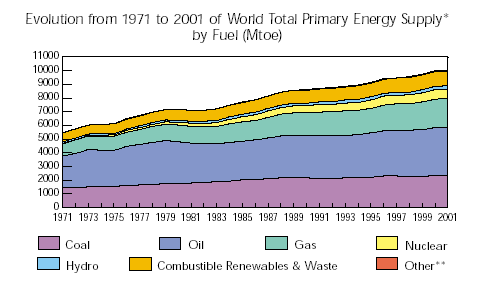 Evolution from 1971 to 2001 of World Total Primary Energy Supply*
by Fuel (Mtoe)
11000
10000
9000
8000
7000
6000
5000
4000
3000
2000
1000
0
1971 1973 1975 1977 1979 1981 1983 1985 1987 1989 1991 1993 1995 1997 1999 2001
Coal Oil Gas Nuclear
Hydro Combustible Renewables & Waste Other**